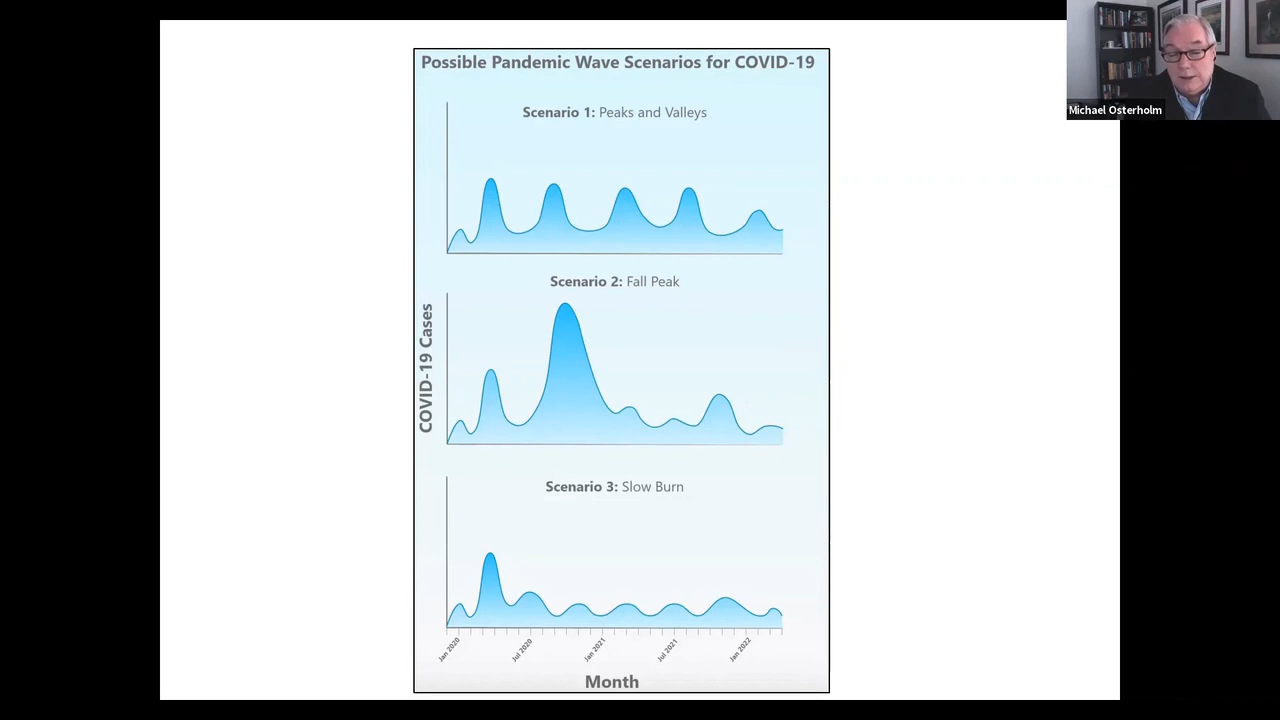 Possible Pandemic Wave Scenarios for COVID-19
Michael Osterholm
Scenario 1: Peaks and Valleys
Scenario 2: Fall Peak
COVID-19 Cases
Scenario 3: Slow Burn
Jan 2020
Jul 2020
Jan 2021
Jul 2021
Jan 2022
Month